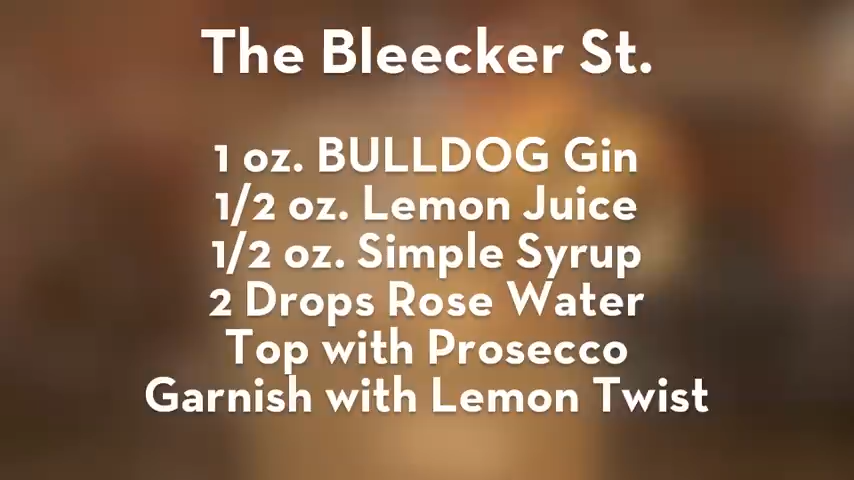 The Bleecker St.
1 oz. BULLDOG Gin
1/2 oz. Lemon Juice
1/2 oz. Simple Syrup
2 Drops Rose Water
Top with Prosecco
Garnish with Lemon Twist